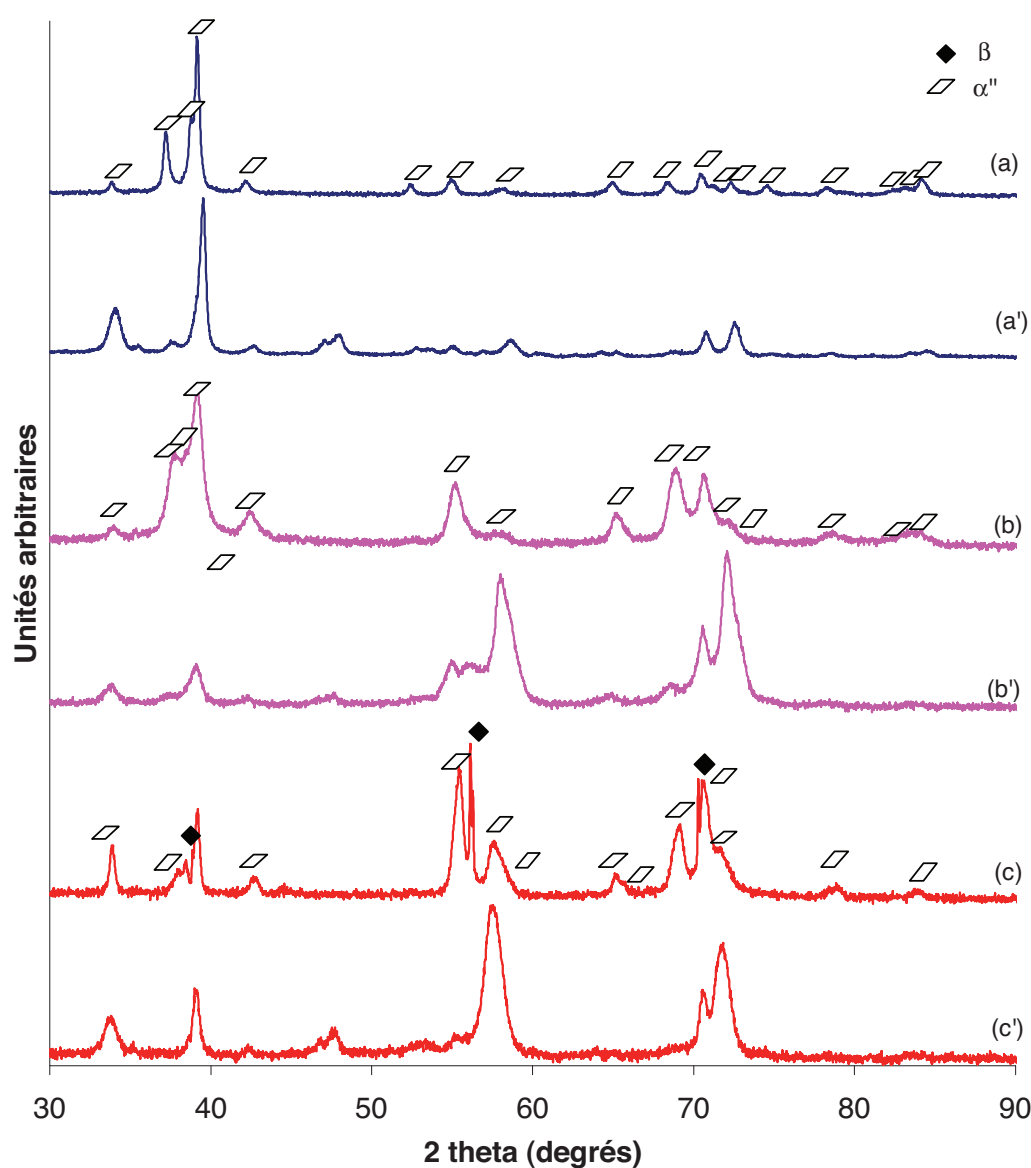 β
α"
(a)
(a')
(b)
(b')
(c)
(c')
Unités arbitraires
30 40 50 60 70 80 90
2 theta (degrés)